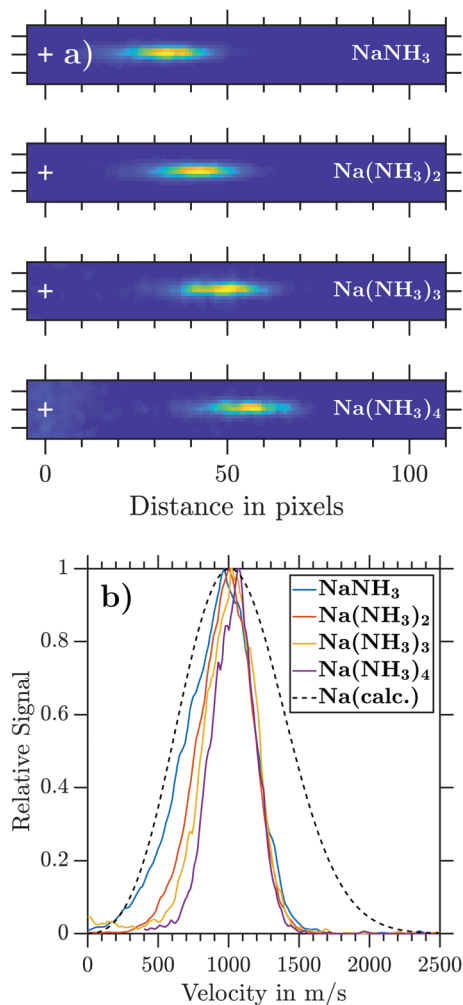 a)
NaNH₃
Na(NH₃)₂
Na(NH₃)₃
Na(NH₃)₄
0 50 100
Distance in pixels
b)
NaNH₃
Na(NH₃)₂
Na(NH₃)₃
Na(NH₃)₄
Na(calc.)
1
0.8
0.6
0.4
0.2
0
Relative Signal
0 500 1000 1500 2000 2500
Velocity in m/s